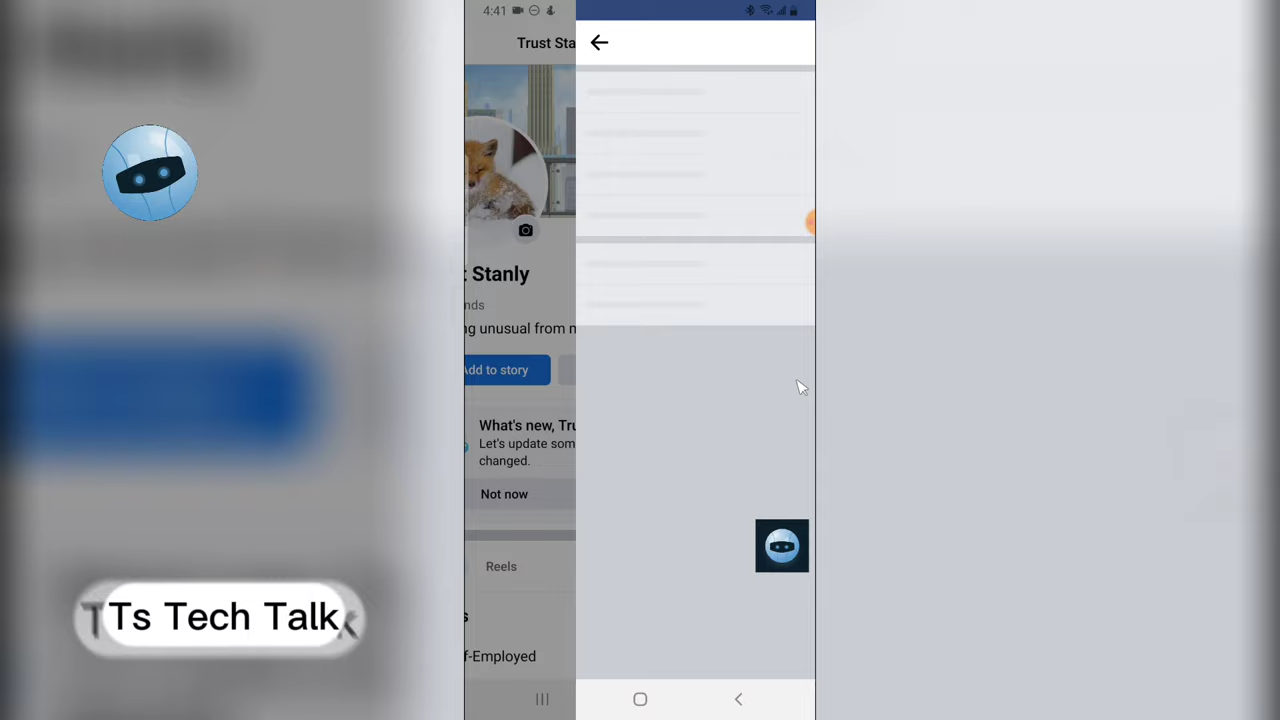 4:41
Trust Sta
t Stanly
nds
ng unusual from m
Add to story
What's new, Tru
Let's update som
changed.
Not now
Reels
s
f-Employed
Ts Tech Talk